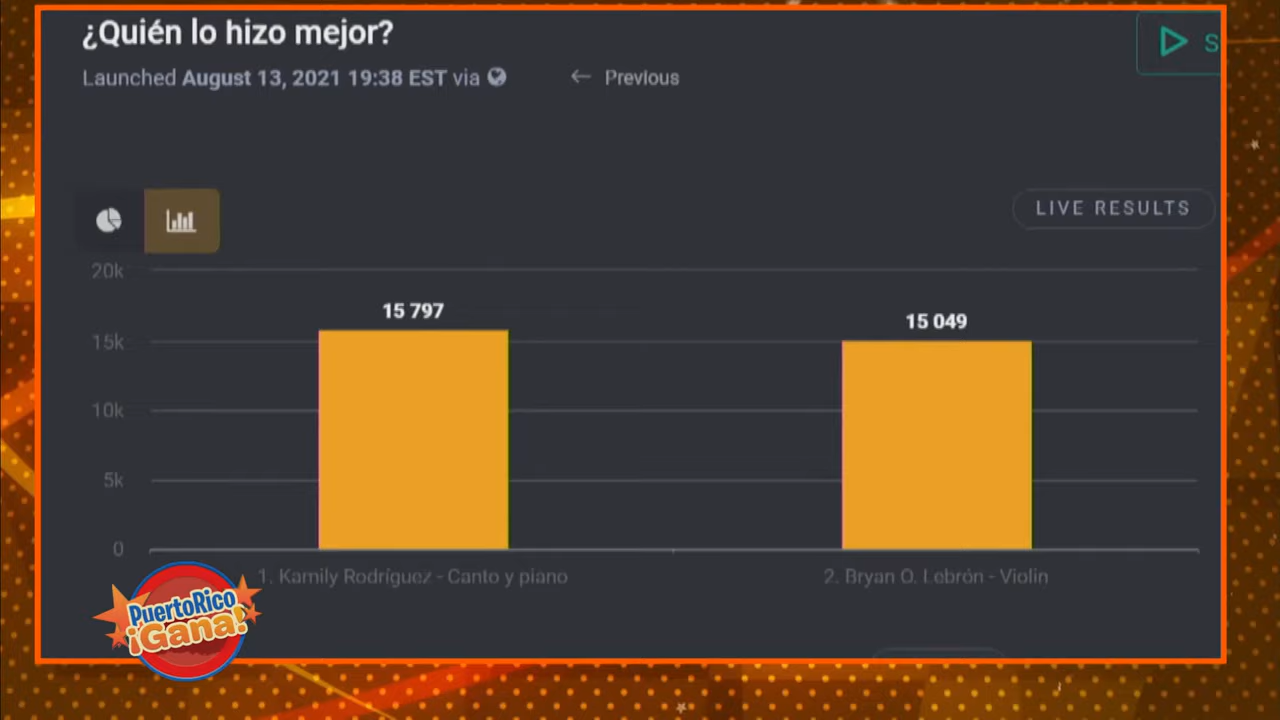 ¿Quién lo hizo mejor?
Launched August 13, 2021 19:38 EST via
← Previous
S
LIVE RESULTS
20k
15k
10k
5k
0
15 797
15 049
1. Kamily Rodríguez - Canto y piano
2. Bryan O. Lebrón - Violin
PuertoRico
¡Gana!